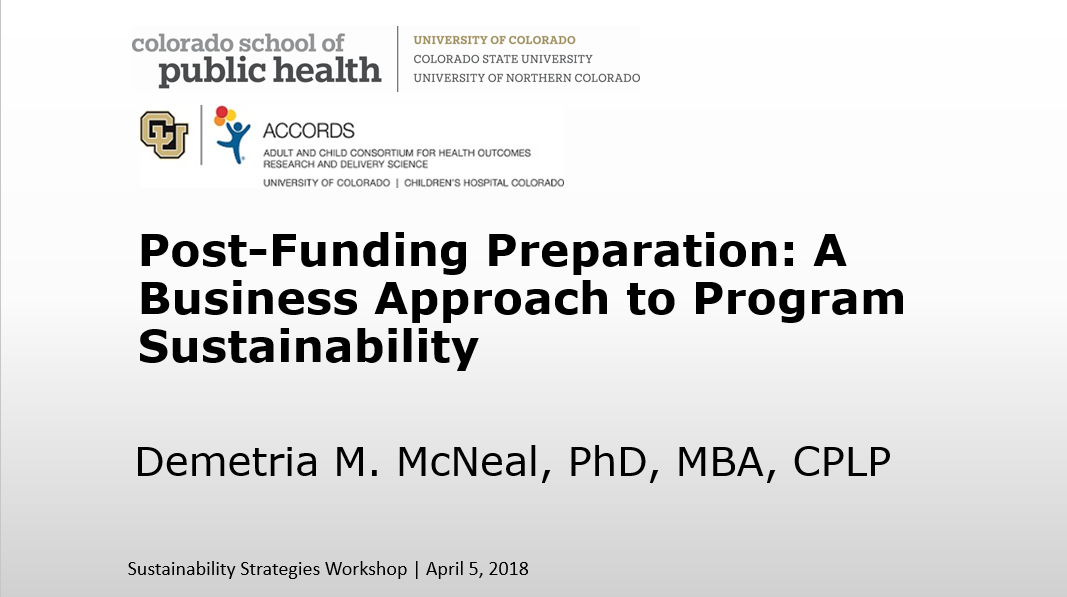 colorado school of
public health
UNIVERSITY OF COLORADO
COLORADO STATE UNIVERSITY
UNIVERSITY OF NORTHERN COLORADO
CU
ACCORDS
ADULT AND CHILD CONSORTIUM FOR HEALTH OUTCOMES
RESEARCH AND DELIVERY SCIENCE
UNIVERSITY OF COLORADO | CHILDREN'S HOSPITAL COLORADO
Post-Funding Preparation: A
Business Approach to Program
Sustainability
Demetria M. McNeal, PhD, MBA, CPLP
Sustainability Strategies Workshop | April 5, 2018